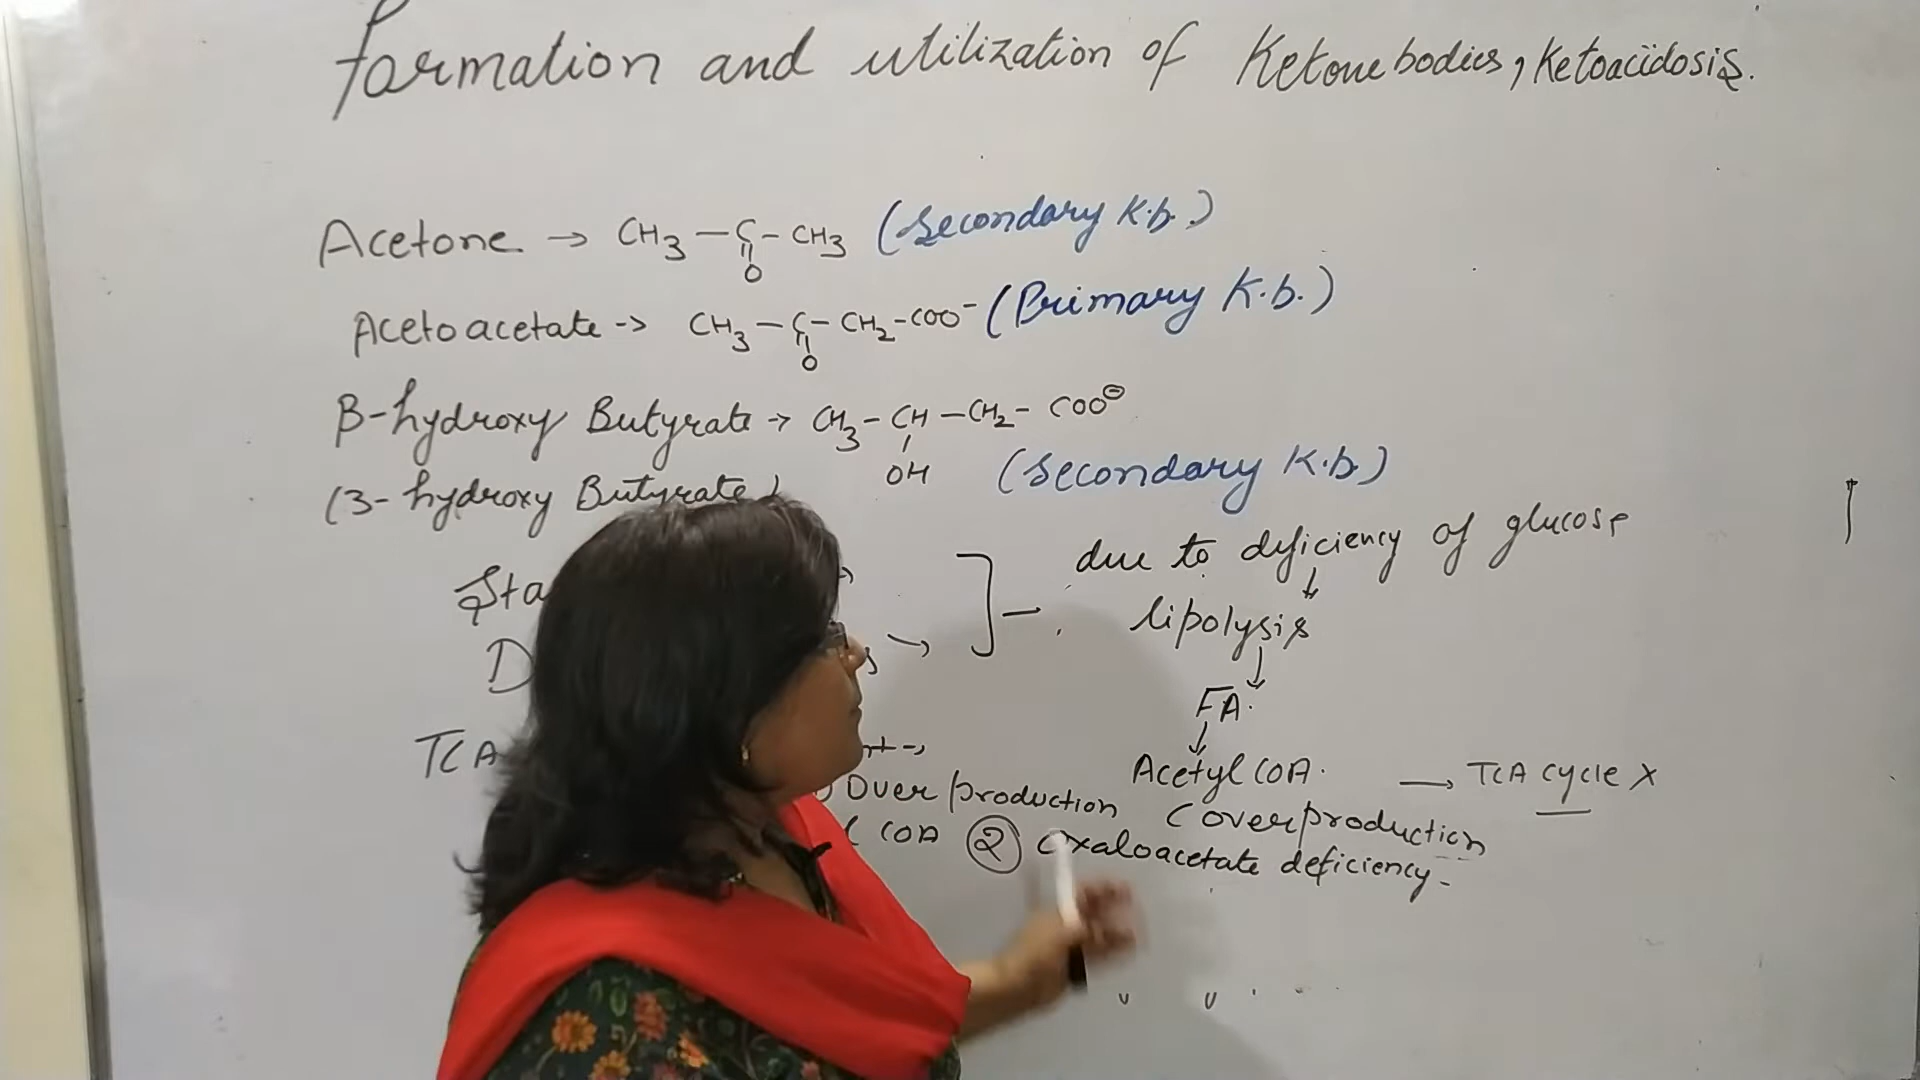 Formation and utilization of Ketone bodies, Ketoacidosis.
Acetone → CH3 — C – CH3 (Secondary K.b.)
O
Acetoacetate -> CH3 — C – CH2 – COO⁻ (Primary K.b.)
O
β-hydroxy Butyrate → CH3 – CH – CH2 – COO⊖
OH
(3-hydroxy Butyrate) (Secondary K.b.)
due to deficiency of glucose
↓
lipolysis
↓
FA.
↓
TCA
Acetyl COA. → TCA cycle X
Over production (overproduction
COA ② Oxaloacetate deficiency-